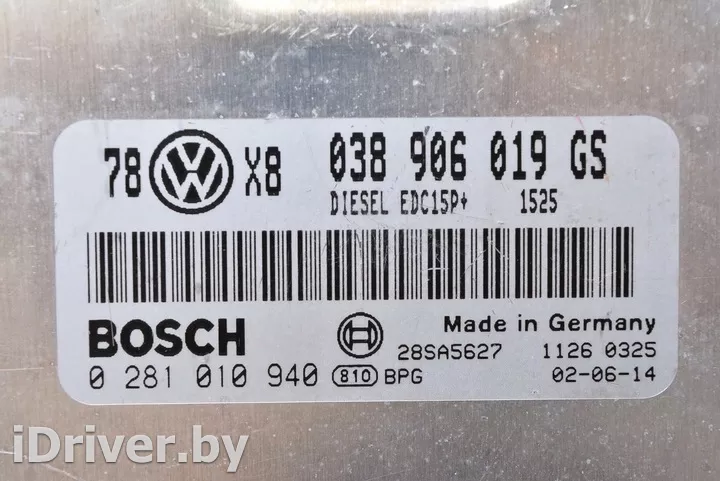 78 VW X8 038 906 019 GS
DIESEL EDC15P+ 1525
BOSCH Made in Germany
28SA5627 1126 0325
0 281 010 940 810 BPG 02-06-14
iDriver.by